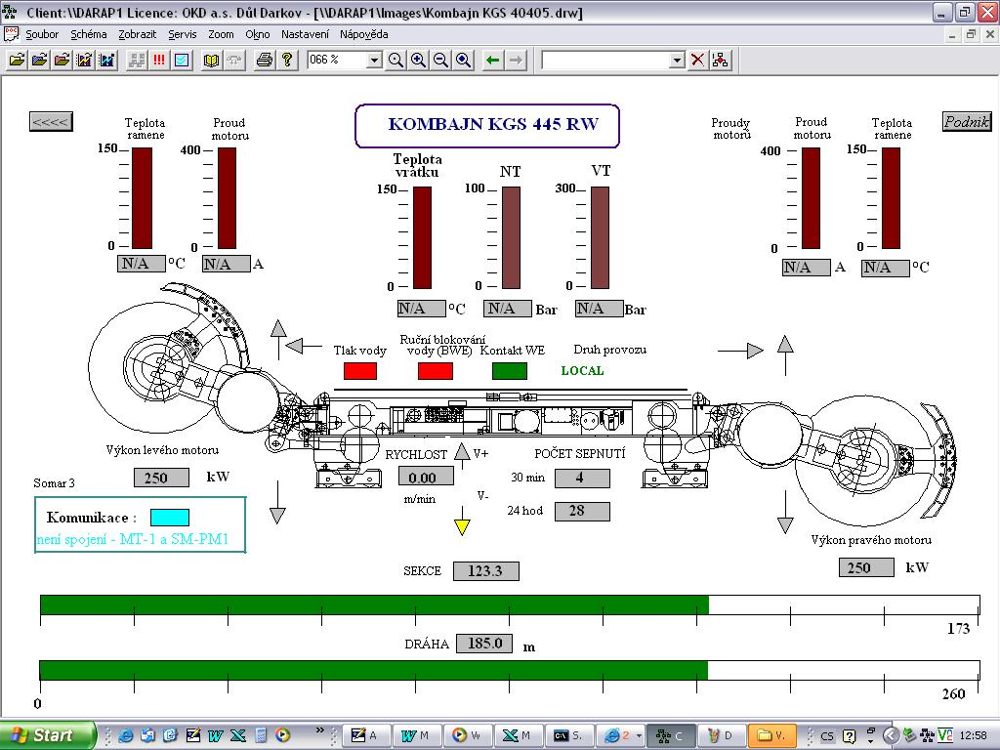 Client:\\DARAP1 Licence: OKD a.s. Důl Darkov - [\\DARAP1\Images\Kombajn KGS 40405.drw]
Soubor Schéma Zobrazit Servis Zoom Okno Nastavení Nápověda
066 %
<<<<
KOMBAJN KGS 445 RW
Podnik
Teplota ramene
150
0
N/A °C
Proud motoru
400
0
N/A A
Teplota vrátku
150
0
N/A °C
NT
100
0
N/A Bar
VT
300
0
N/A Bar
Proudy motorů
Proud motoru
400
0
N/A A
Teplota ramene
150
0
N/A °C
Tlak vody
Ruční blokování vody (BWE)
Kontakt WE
Druh provozu
LOCAL
Výkon levého motoru
250 kW
RYCHLOST
0.00
m/min
V+
V-
POČET SEPNUTÍ
30 min 4
24 hod 28
Somar 3
Komunikace :
není spojení - MT-1 a SM-PM1
Výkon pravého motoru
250 kW
SEKCE 123.3
173
DRÁHA 185.0 m
0
260
Start
A
M
W
M
S.
2
C
D
V.
CS
12:58